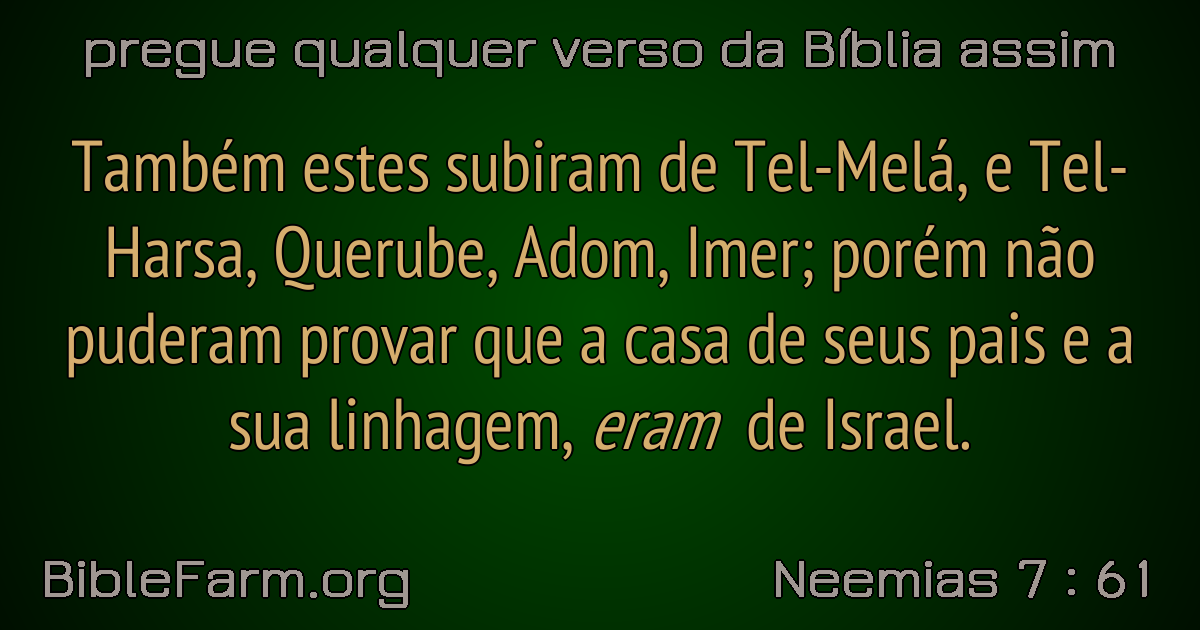 pregue qualquer verso da Bíblia assim
Também estes subiram de Tel-Melá, e Tel-
Harsa, Querube, Adom, Imer; porém não
puderam provar que a casa de seus pais e a
sua linhagem, eram de Israel.
BibleFarm.org
Neemias 7 : 61